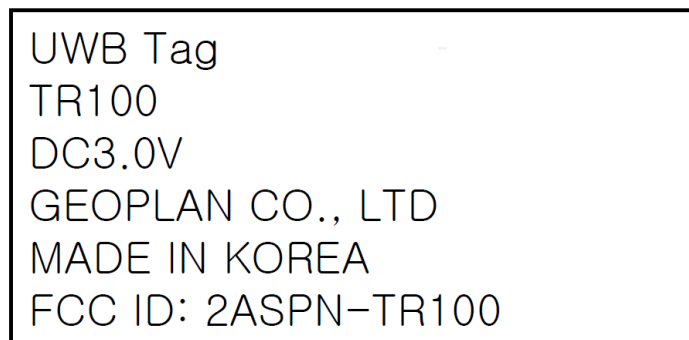 UWB Tag
TR100
DC3.0V
GEOPLAN CO., LTD
MADE IN KOREA
FCC ID: 2ASPN-TR100